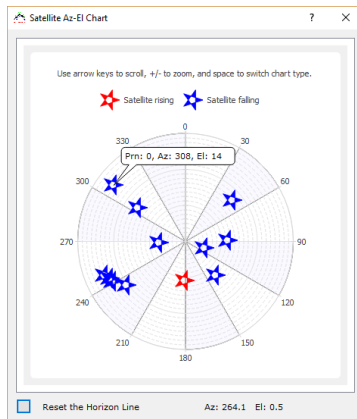 Satellite Az-El Chart ? ×
Use arrow keys to scroll, +/- to zoom, and space to switch chart type.
Satellite rising Satellite falling
0
330 30
Prn: 0, Az: 308, El: 14
300 60
270 90
240 120
210 150
180
Reset the Horizon Line Az: 264.1 El: 0.5